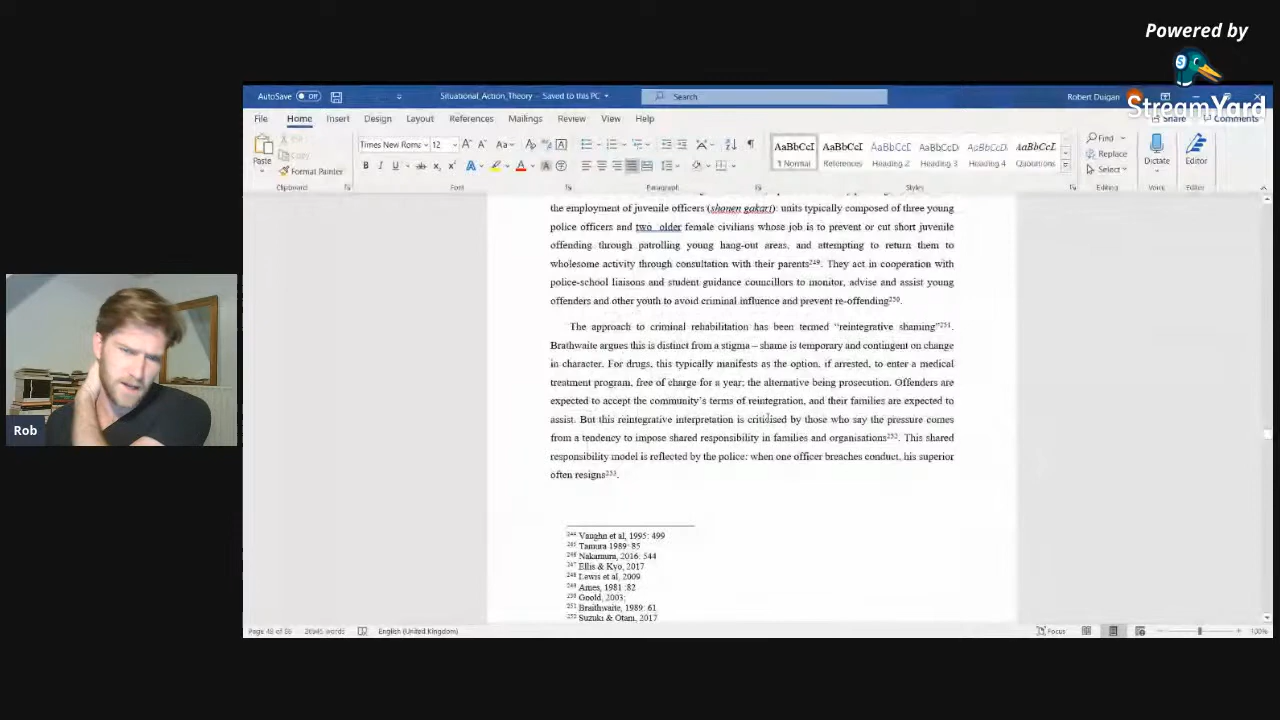 Powered by
StreamYard
AutoSave Off
Situational_Action_Theory – Saved to this PC
Search
Robert Duigan
File Home Insert Design Layout References Mailings Review View Help
Share Comments
Paste
Copy
Format Painter
Times New Roma 12
AaBbCcI AaBbCcI AaBbCcI AaBbCcI AaBbCcD AaBbCcL
1 Normal References Heading 2 Heading 3 Heading 4 Quotations
Find
Replace
Select
Dictate
Editor
Clipboard Font Paragraph Styles Editing Voice Editor
the employment of juvenile officers (shonen gakari): units typically composed of three young
police officers and two older female civilians whose job is to prevent or cut short juvenile
offending through patrolling young hang-out areas, and attempting to return them to
wholesome activity through consultation with their parents249. They act in cooperation with
police-school liaisons and student guidance councillors to monitor, advise and assist young
offenders and other youth to avoid criminal influence and prevent re-offending250.
The approach to criminal rehabilitation has been termed “reintegrative shaming”251.
Brathwaite argues this is distinct from a stigma – shame is temporary and contingent on change
in character. For drugs, this typically manifests as the option, if arrested, to enter a medical
treatment program, free of charge for a year; the alternative being prosecution. Offenders are
expected to accept the community’s terms of reintegration, and their families are expected to
assist. But this reintegrative interpretation is critidised by those who say the pressure comes
from a tendency to impose shared responsibility in families and organisations252. This shared
responsibility model is reflected by the police: when one officer breaches conduct, his superior
often resigns253.
244 Vaughn et al, 1995: 499
245 Tamura 1989: 85
246 Nakamura, 2016: 544
247 Ellis & Kyo, 2017
248 Lewis et al, 2009
249 Ames, 1981 :82
250 Goold, 2003;
251 Braithwaite, 1989: 61
252 Suzuki & Otani, 2017
English (United Kingdom)
Focus
100%
Rob